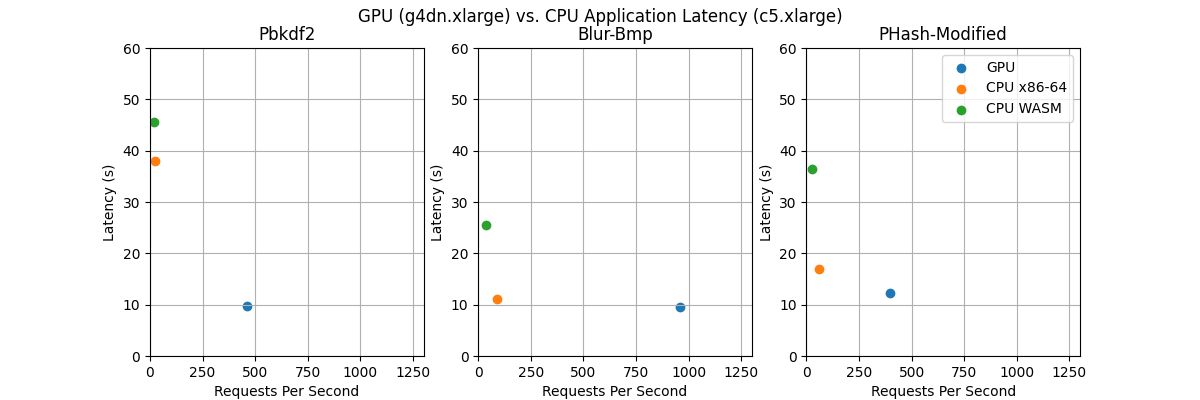 GPU (g4dn.xlarge) vs. CPU Application Latency (c5.xlarge)
Pbkdf2
60
50
40
30
20
10
0
Latency (s)
0 250 500 750 1000 1250
Requests Per Second
Blur-Bmp
60
50
40
30
20
10
0
Latency (s)
0 250 500 750 1000 1250
Requests Per Second
PHash-Modified
60
50
40
30
20
10
0
Latency (s)
0 250 500 750 1000 1250
Requests Per Second
GPU
CPU x86-64
CPU WASM